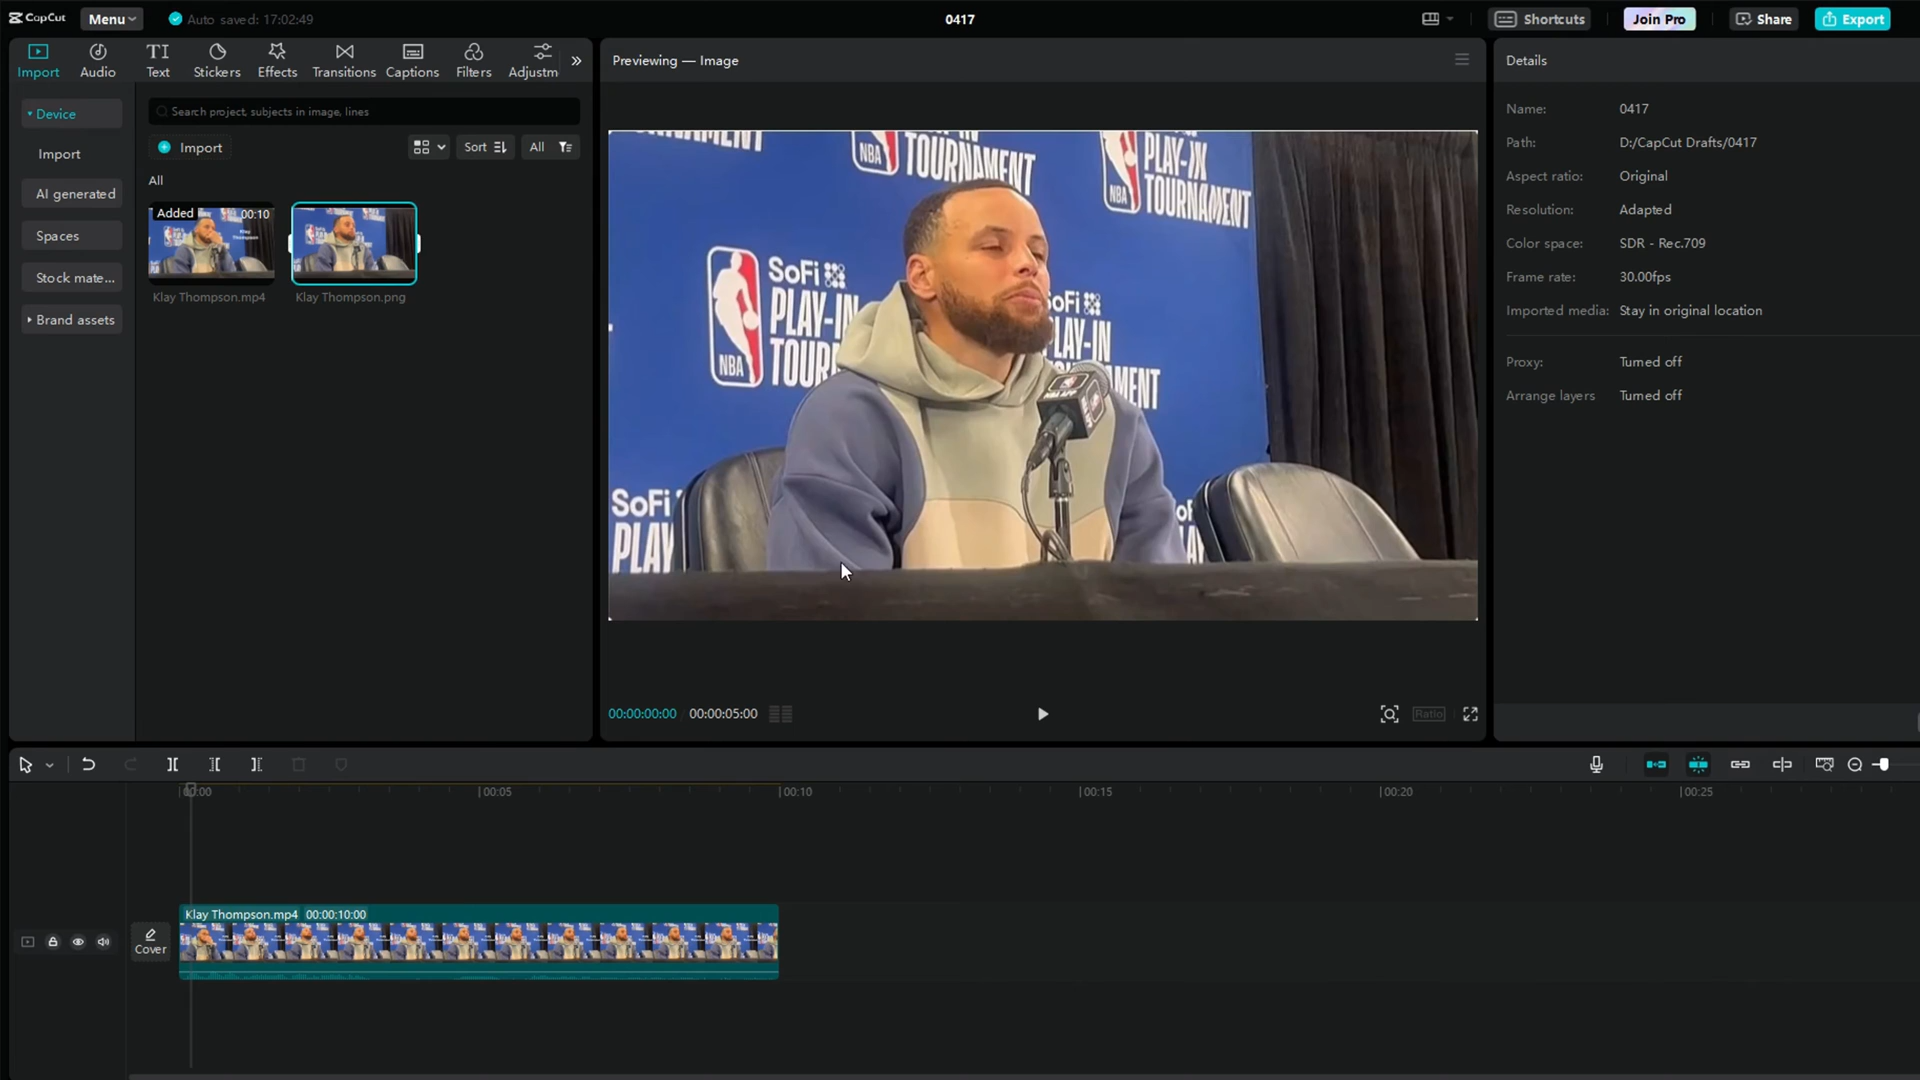 CapCut
Menu
Auto saved: 17:02:49
0417
Shortcuts
Join Pro
Share
Export
Import
Audio
Text
Stickers
Effects
Transitions
Captions
Filters
Adjustm
Previewing — Image
Details
Device
Import
AI generated
Spaces
Stock mate...
Brand assets
Search project, subjects in image, lines
Import
Sort
All
All
Added
00:10
Klay Thompson.mp4
Klay Thompson.png
NBA
TOURNAMENT
PLAY-IN
TOURNAMENT
SoFi
PLAY-IN
TOURN
NBA
SoFi
LAY-IN
MENT
SoFi
PLAY
00:00:00:00
00:00:05:00
Ratio
Name: 0417
Path: D:/CapCut Drafts/0417
Aspect ratio: Original
Resolution: Adapted
Color space: SDR - Rec.709
Frame rate: 30.00fps
Imported media: Stay in original location
Proxy: Turned off
Arrange layers Turned off
00:00
00:05
00:10
00:15
00:20
00:25
Klay Thompson.mp4 00:00:10:00
Cover